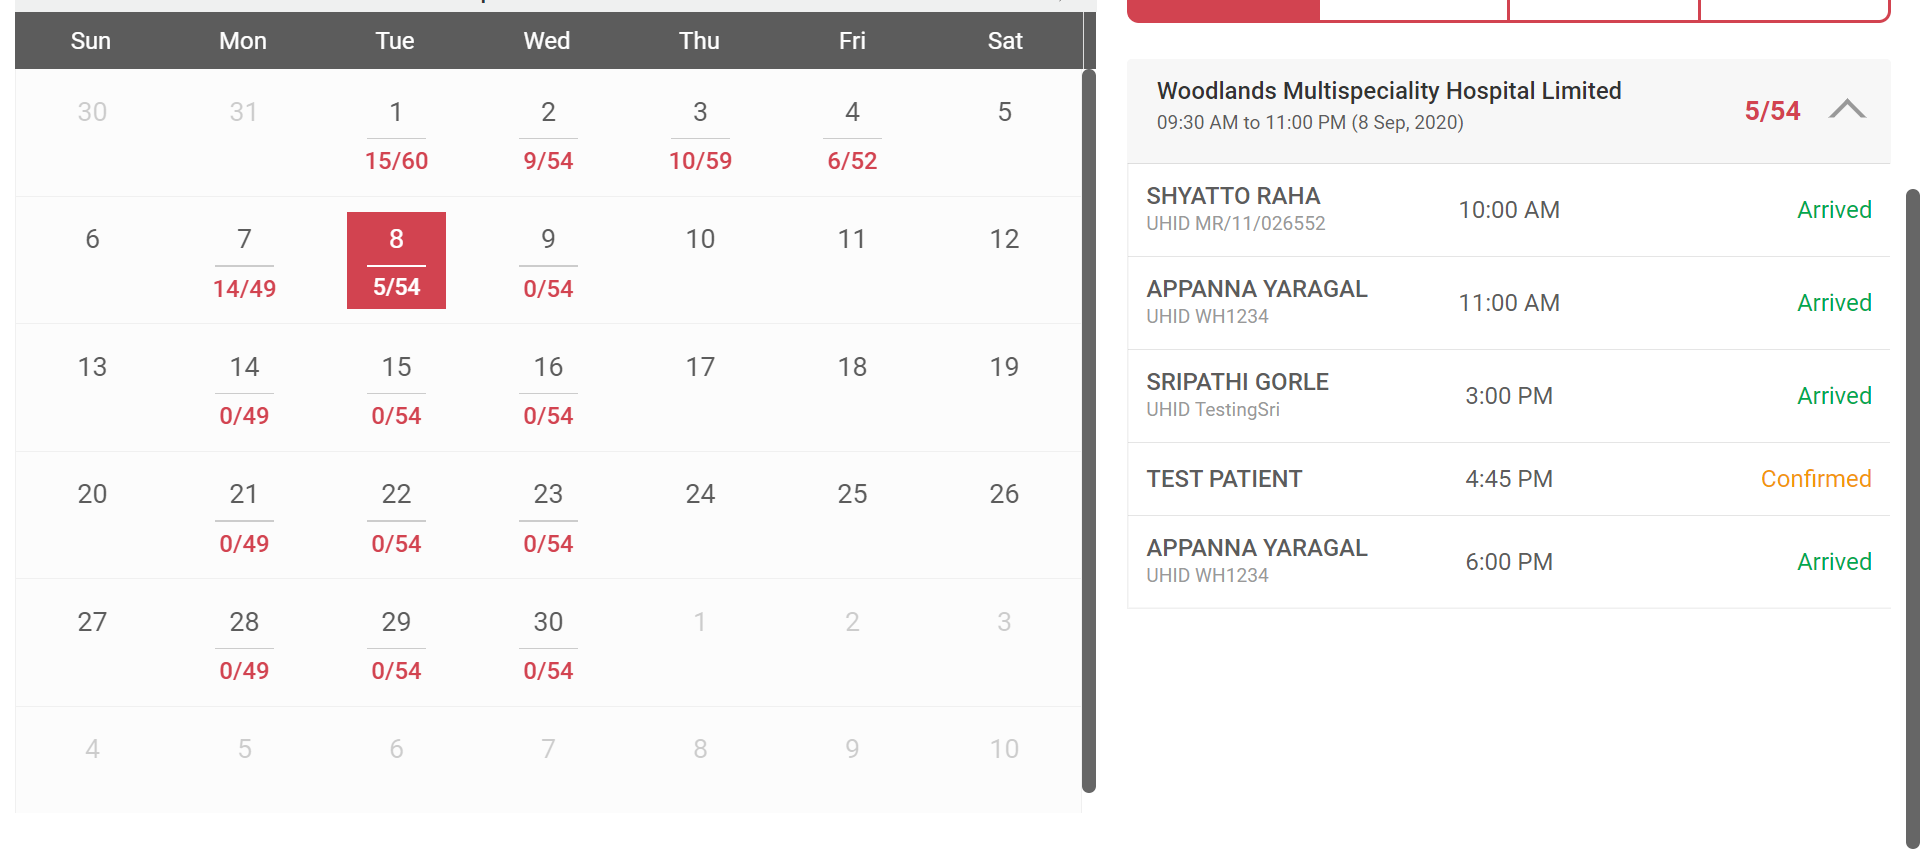 Sun Mon Tue Wed Thu Fri Sat
30 31 1 2 3 4 5
15/60 9/54 10/59 6/52
6 7 8 9 10 11 12
14/49 5/54 0/54
13 14 15 16 17 18 19
0/49 0/54 0/54
20 21 22 23 24 25 26
0/49 0/54 0/54
27 28 29 30 1 2 3
0/49 0/54 0/54
4 5 6 7 8 9 10
Woodlands Multispeciality Hospital Limited
09:30 AM to 11:00 PM (8 Sep, 2020)
5/54
SHYATTO RAHA
UHID MR/11/026552
10:00 AM
Arrived
APPANNA YARAGAL
UHID WH1234
11:00 AM
Arrived
SRIPATHI GORLE
UHID TestingSri
3:00 PM
Arrived
TEST PATIENT
4:45 PM
Confirmed
APPANNA YARAGAL
UHID WH1234
6:00 PM
Arrived